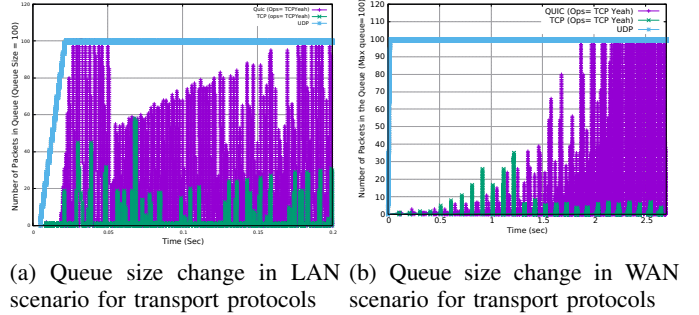 Number of Packets in Queue (Queue Size = 100)
120
100
80
60
40
20
0
0
0.05
0.1
0.15
0.2
Time (Sec)
QUIC (Ops= TCPYeah)
TCP (ops= TCPYeah)
UDP
Number of Packets in the Queue (Max queue=100)
120
110
100
90
80
70
60
50
40
30
20
10
0
0
0.5
1
1.5
2
2.5
Time (sec)
QUIC (Ops= TCP Yeah)
TCP (Ops= TCP Yeah)
UDP
(a) Queue size change in LAN
scenario for transport protocols
(b) Queue size change in WAN
scenario for transport protocols